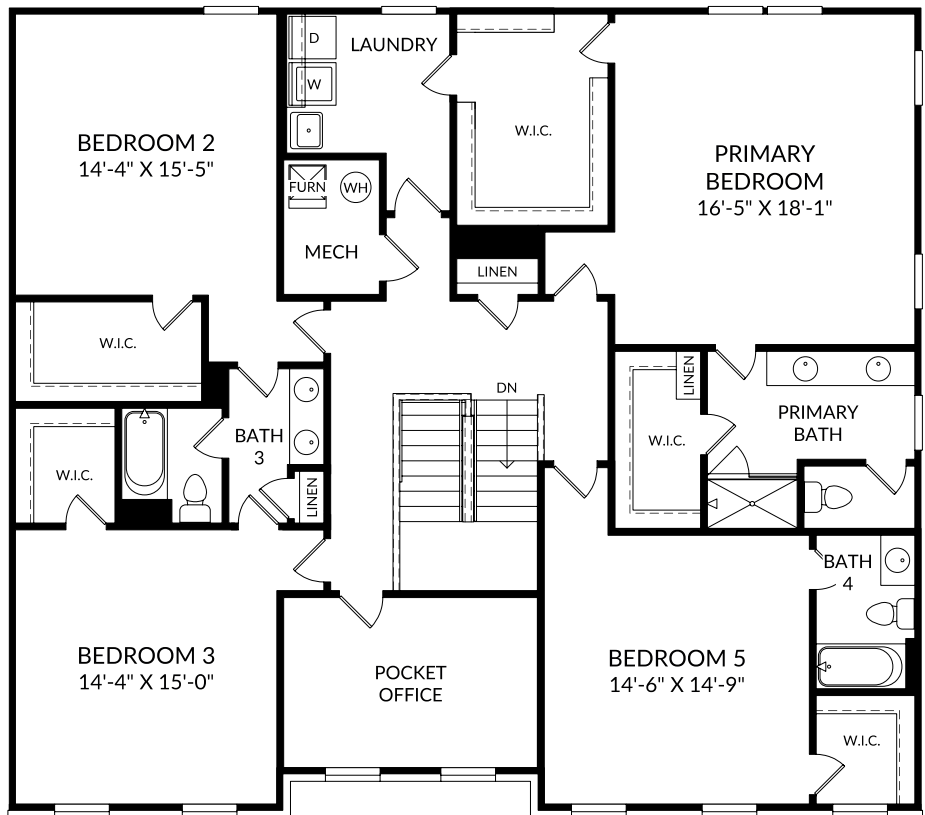 D
LAUNDRY
W
W.I.C.
BEDROOM 2
14'-4" X 15'-5"
PRIMARY
BEDROOM
16'-5" X 18'-1"
FURN
WH
MECH
LINEN
W.I.C.
DN
LINEN
PRIMARY
BATH
W.I.C.
BATH
3
W.I.C.
LINEN
BATH
4
BEDROOM 3
14'-4" X 15'-0"
POCKET
OFFICE
BEDROOM 5
14'-6" X 14'-9"
W.I.C.